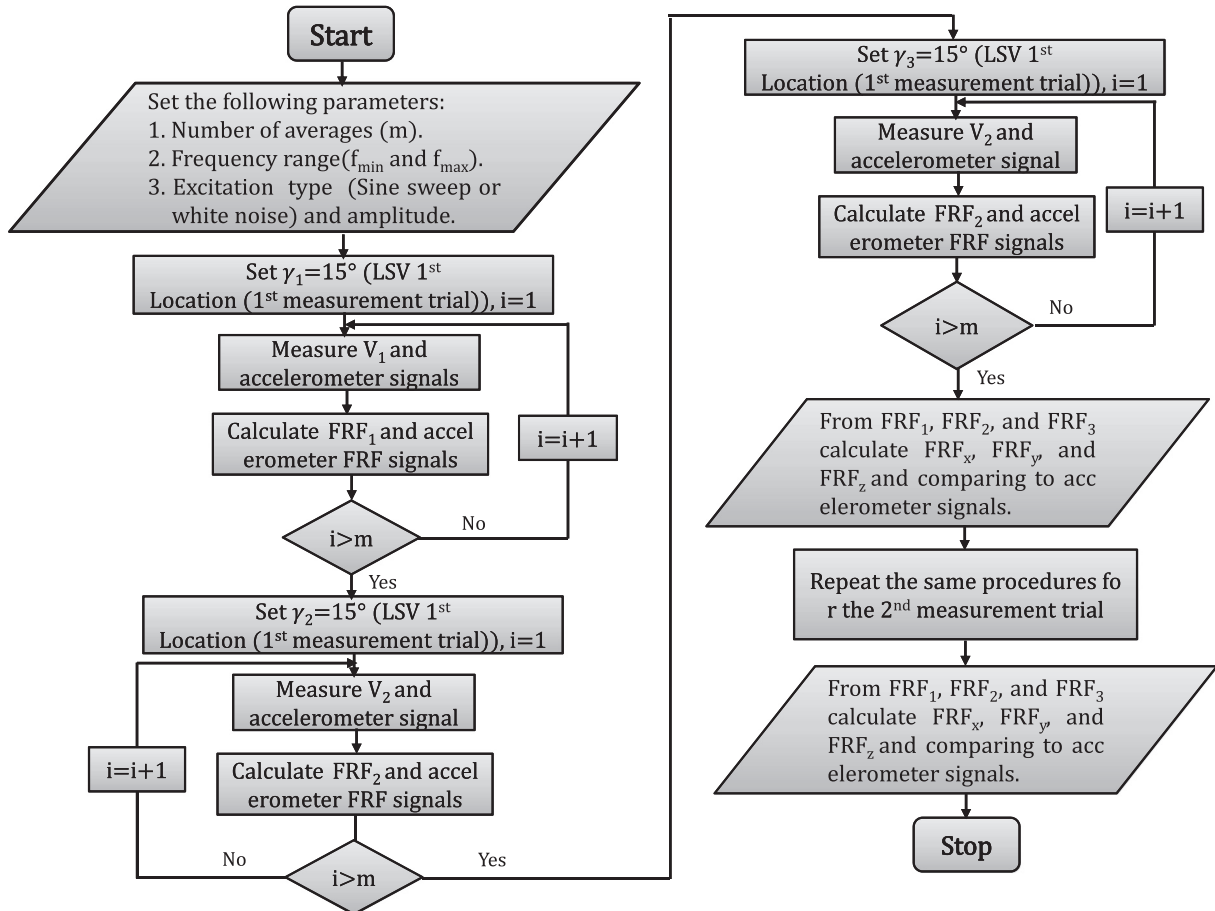 Start
Set the following parameters:
1. Number of averages (m).
2. Frequency range(fmin and fmax).
3. Excitation type (Sine sweep or
white noise) and amplitude.
Set γ1=15° (LSV 1st
Location (1st measurement trial)), i=1
Measure V1 and
accelerometer signals
Calculate FRF1 and accel
erometer FRF signals
i=i+1
i>m
No
Yes
Set γ2=15° (LSV 1st
Location (1st measurement trial)), i=1
Measure V2 and
accelerometer signal
Calculate FRF2 and accel
erometer FRF signals
i=i+1
i>m
No
Yes
Set γ3=15° (LSV 1st
Location (1st measurement trial)), i=1
Measure V2 and
accelerometer signal
Calculate FRF2 and accel
erometer FRF signals
i=i+1
i>m
No
Yes
From FRF1, FRF2, and FRF3
calculate FRFx, FRFy, and
FRFz and comparing to acc
elerometer signals.
Repeat the same procedures fo
r the 2nd measurement trial
From FRF1, FRF2, and FRF3
calculate FRFx, FRFy, and
FRFz and comparing to acc
elerometer signals.
Stop